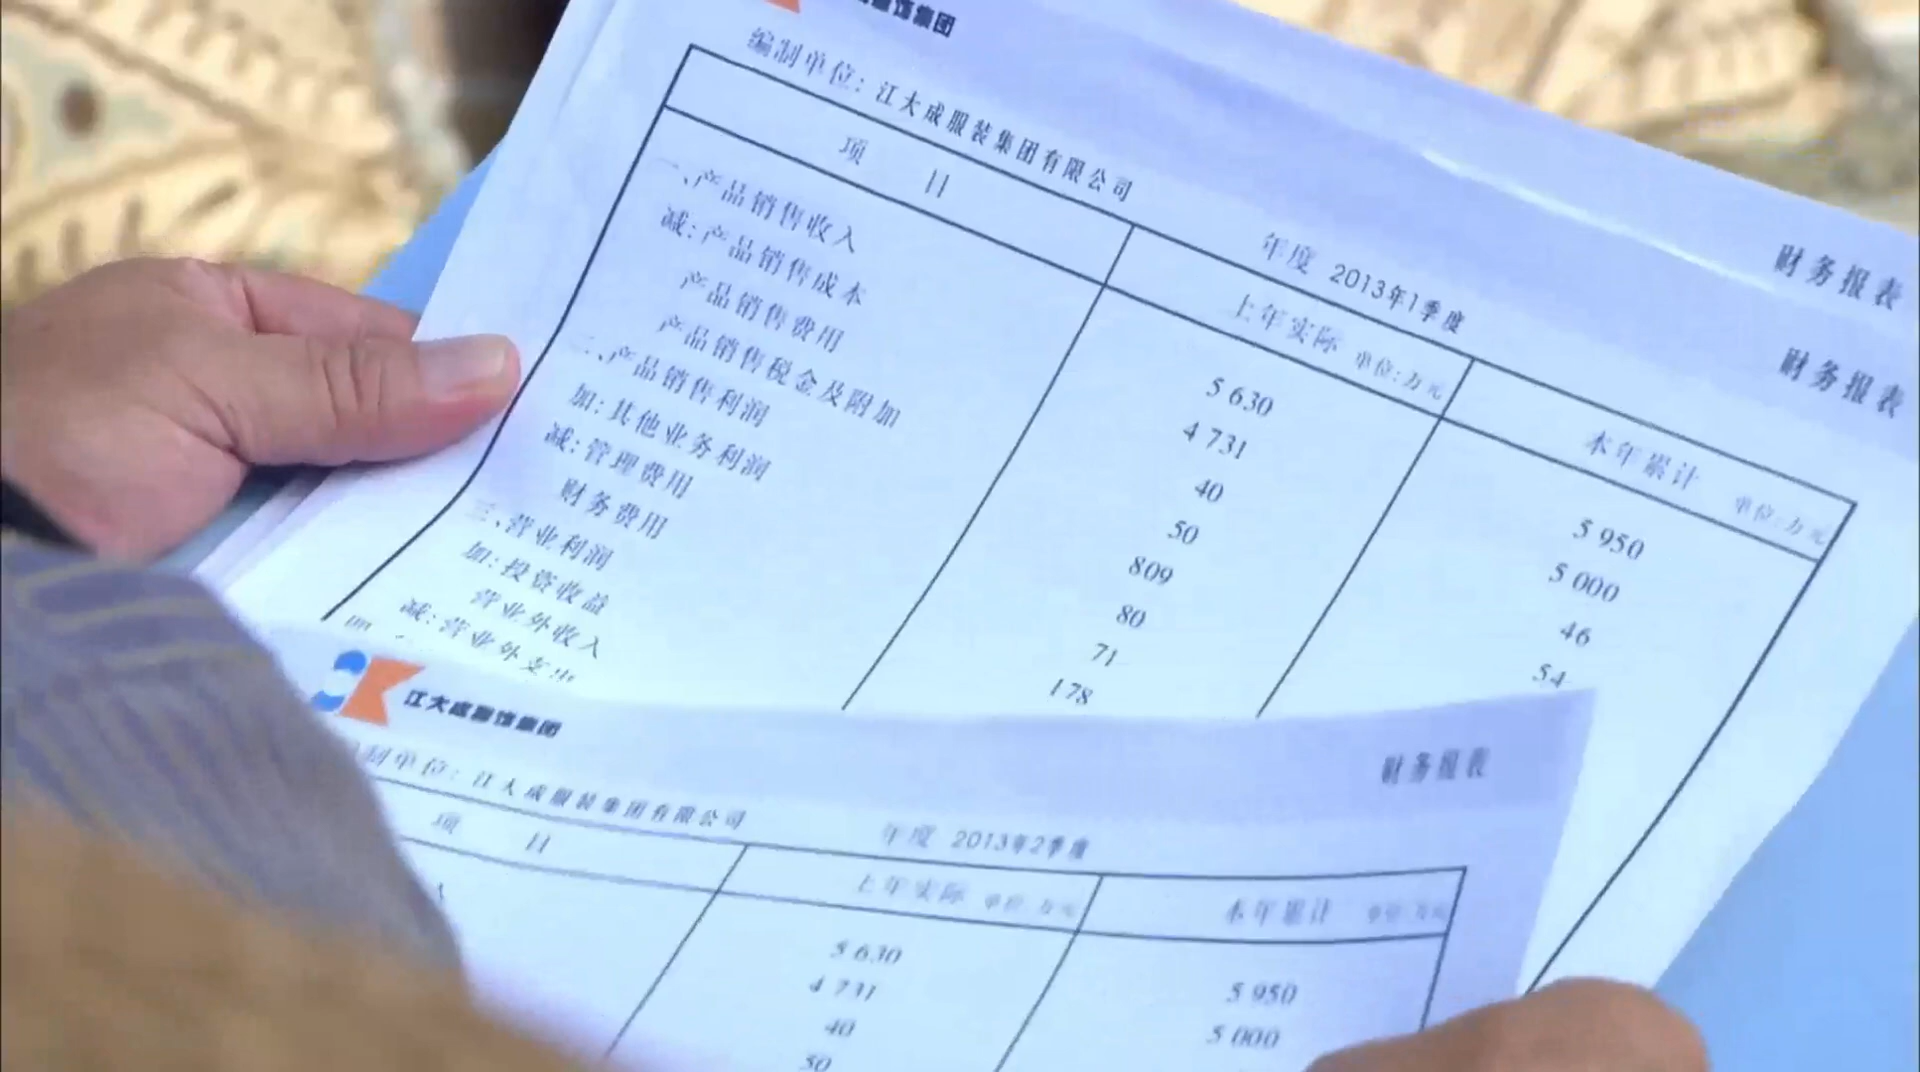 服饰集团
财务报表
财务报表
编制单位：江大成服装集团有限公司
年度 2013年1季度
项 目
上年实际 单位：万元
本年累计 单位：万元
一、产品销售收入 5 630 5 950
减：产品销售成本 4 731 5 000
产品销售费用 40 46
产品销售税金及附加 50 54
二、产品销售利润 809
加：其他业务利润 80
减：管理费用 71
财务费用 178
三、营业利润
加：投资收益
营业外收入
减：营业外支出
江大成服饰集团
财务报表
制单位：江大成服装集团有限公司
年度 2013年2季度
项 目
上年实际 单位 万元
本年累计 单位 万元
5 630 5 950
4 731 5 000
40
50